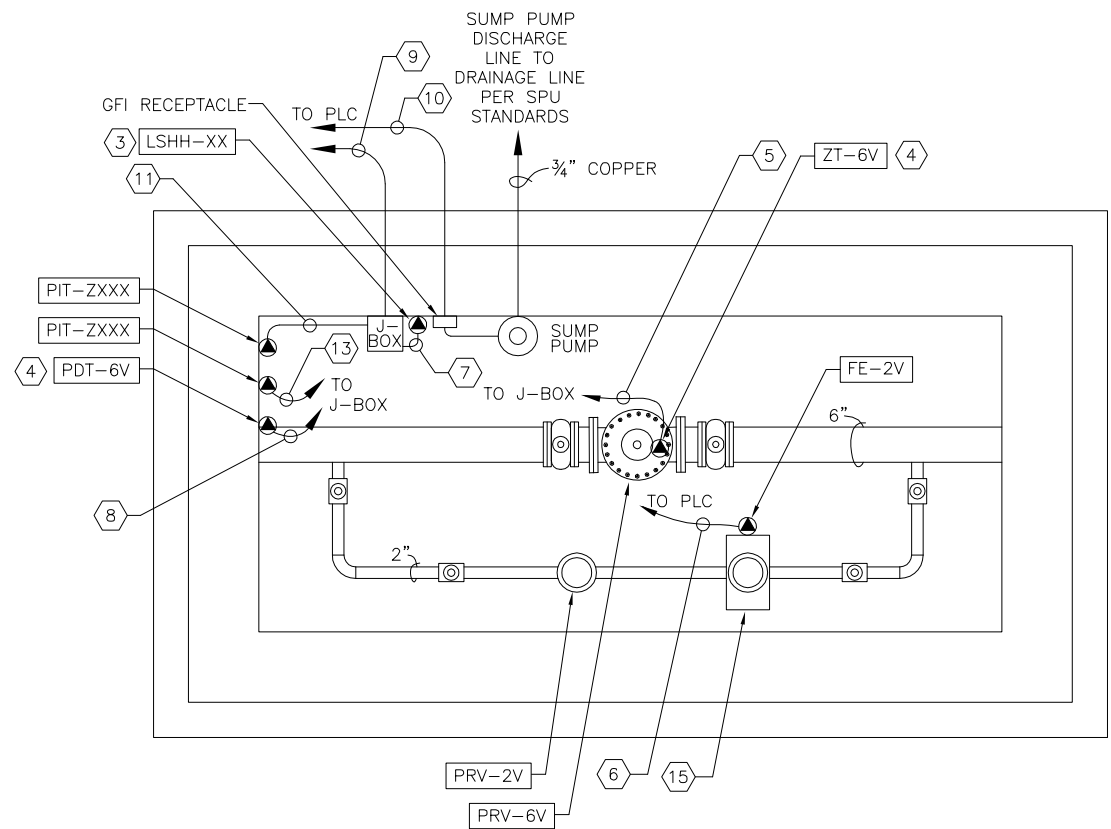 SUMP PUMP
DISCHARGE
LINE TO
DRAINAGE LINE
PER SPU
STANDARDS
9
GFI RECEPTACLE
10
TO PLC
3
LSHH-XX
5
ZT-6V
4
11
3/4" COPPER
PIT-ZXXX
J-
BOX
SUMP
PUMP
PIT-ZXXX
13
7
4
PDT-6V
TO
J-BOX
TO J-BOX
FE-2V
6"
8
TO PLC
2"
PRV-2V
6
15
PRV-6V